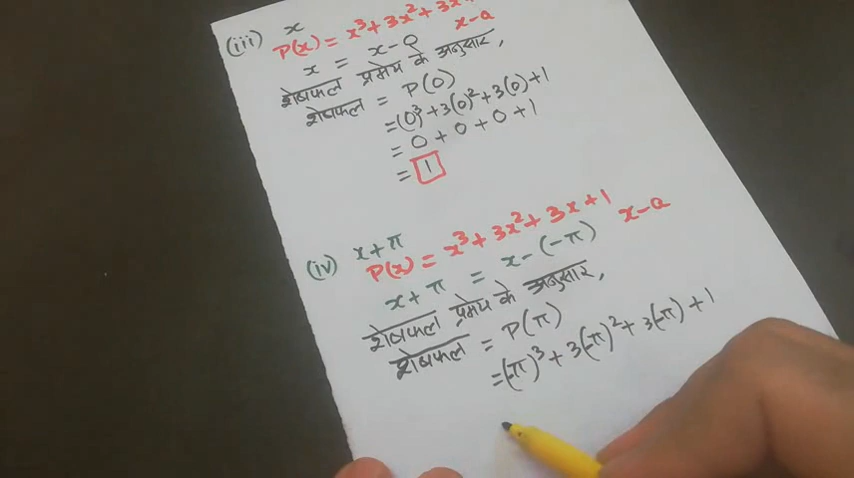 (iii) x
P(x) = x³ + 3x² + 3x
x = x - 0 x-a
शेषफल प्रमेय के अनुसार,
शेषफल = P(0)
= (0)³ + 3(0)² + 3(0) + 1
= 0 + 0 + 0 + 1
= 1
(iv) x + π
P(x) = x³ + 3x² + 3x + 1
x + π = x - (-π) x-a
शेषफल प्रमेय के अनुसार,
शेषफल = P(π)
= (-π)³ + 3(-π)² + 3(-π) + 1